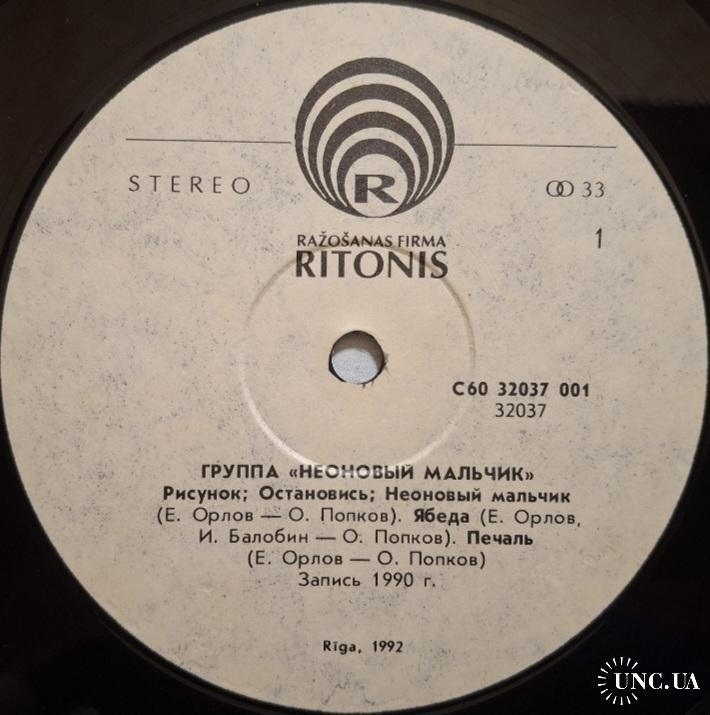 R
STEREO
33
RAŽOŠANAS FIRMA
RITONIS
1
С60 32037 001
32037
ГРУППА «НЕОНОВЫЙ МАЛЬЧИК»
Рисунок; Остановись; Неоновый мальчик
(Е. Орлов — О. Попков). Ябеда (Е. Орлов,
И. Балобин — О. Попков). Печаль
(Е. Орлов — О. Попков)
Запись 1990 г.
Rīga, 1992
UNC.UA